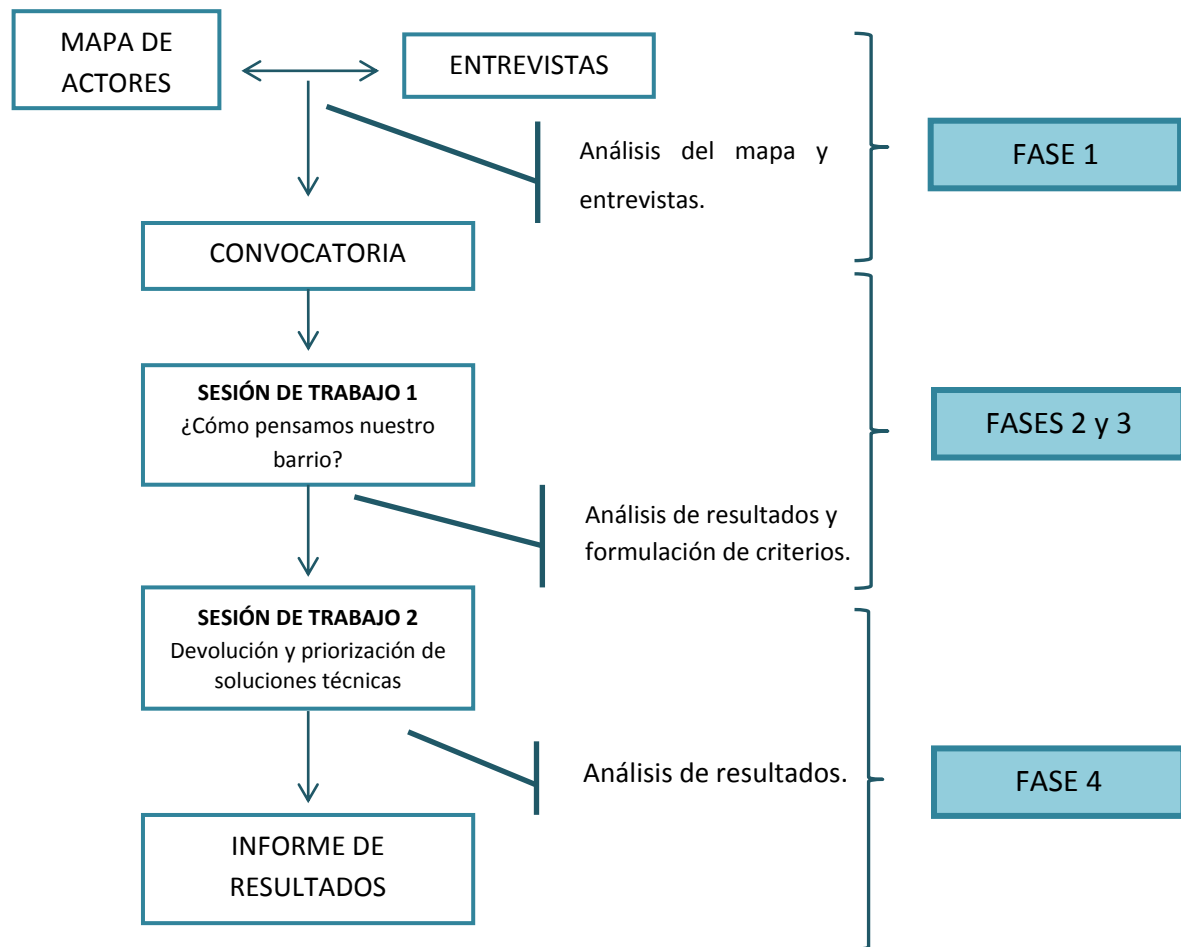 MAPA DE
ACTORES
ENTREVISTAS
Análisis del mapa y
entrevistas.
FASE 1
CONVOCATORIA
SESIÓN DE TRABAJO 1
¿Cómo pensamos nuestro
barrio?
FASES 2 y 3
Análisis de resultados y
formulación de criterios.
SESIÓN DE TRABAJO 2
Devolución y priorización de
soluciones técnicas
Análisis de resultados.
FASE 4
INFORME DE
RESULTADOS